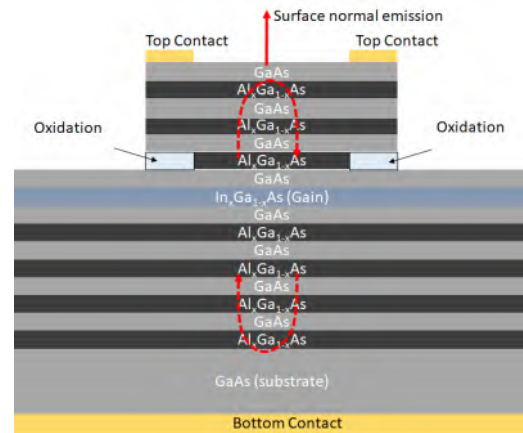 Surface normal emission
Top Contact Top Contact
GaAs
AlₓGa₁₋ₓAs
GaAs
AlₓGa₁₋ₓAs
GaAs
Oxidation Oxidation
AlₓGa₁₋ₓAs
GaAs
InₓGa₁₋ₓAs (Gain)
GaAs
AlₓGa₁₋ₓAs
GaAs
AlₓGa₁₋ₓAs
GaAs
AlₓGa₁₋ₓAs
GaAs
AlₓGa₁₋ₓAs
GaAs (substrate)
Bottom Contact